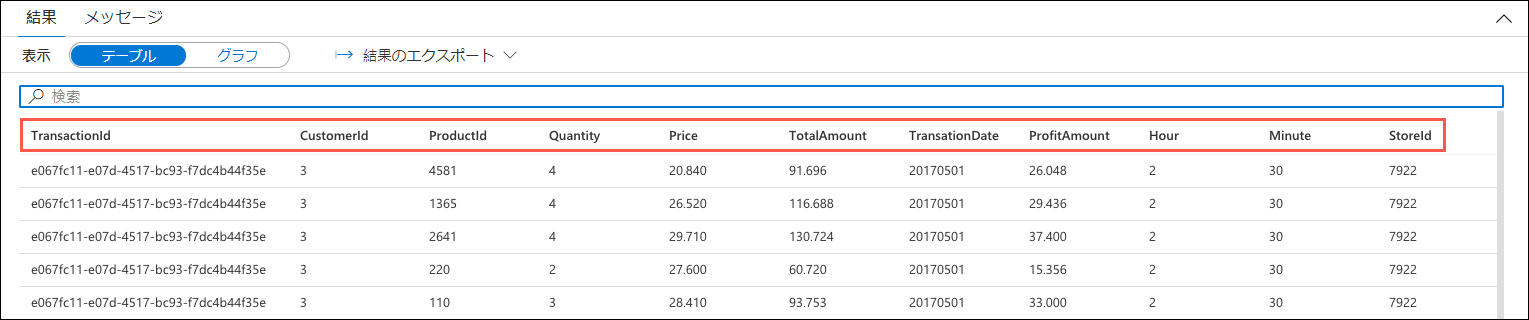 結果 メッセージ
表示 テーブル グラフ 結果のエクスポート
検索
TransactionId CustomerId ProductId Quantity Price TotalAmount TransationDate ProfitAmount Hour Minute StoreId
e067fc11-e07d-4517-bc93-f7dc4b44f35e 3 4581 4 20.840 91.696 20170501 26.048 2 30 7922
e067fc11-e07d-4517-bc93-f7dc4b44f35e 3 1365 4 26.520 116.688 20170501 29.436 2 30 7922
e067fc11-e07d-4517-bc93-f7dc4b44f35e 3 2641 4 29.710 130.724 20170501 37.400 2 30 7922
e067fc11-e07d-4517-bc93-f7dc4b44f35e 3 220 2 27.600 60.720 20170501 15.356 2 30 7922
e067fc11-e07d-4517-bc93-f7dc4b44f35e 3 110 3 28.410 93.753 20170501 33.000 2 30 7922